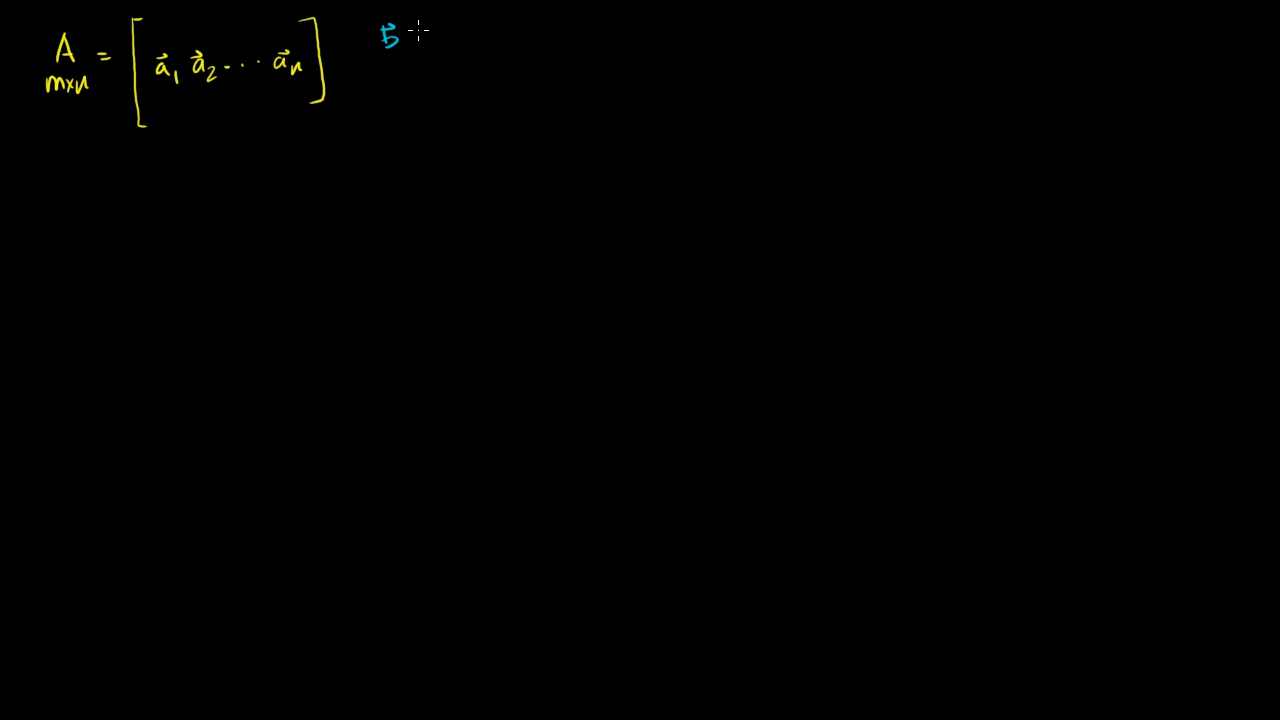 A = [ a⃗₁ a⃗₂ ... a⃗ₙ ] b⃗
m×n